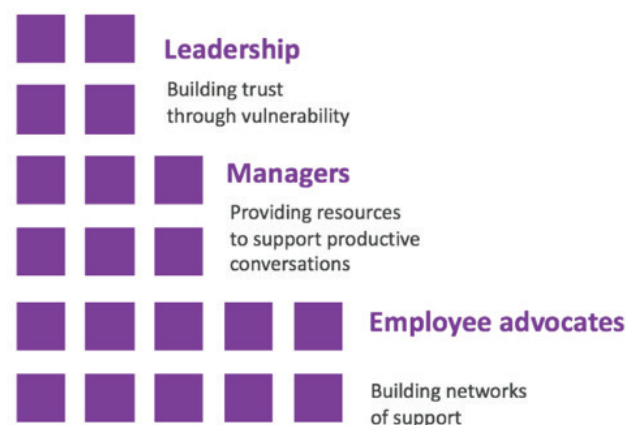 Leadership
Building trust
through vulnerability
Managers
Providing resources
to support productive
conversations
Employee advocates
Building networks
of support